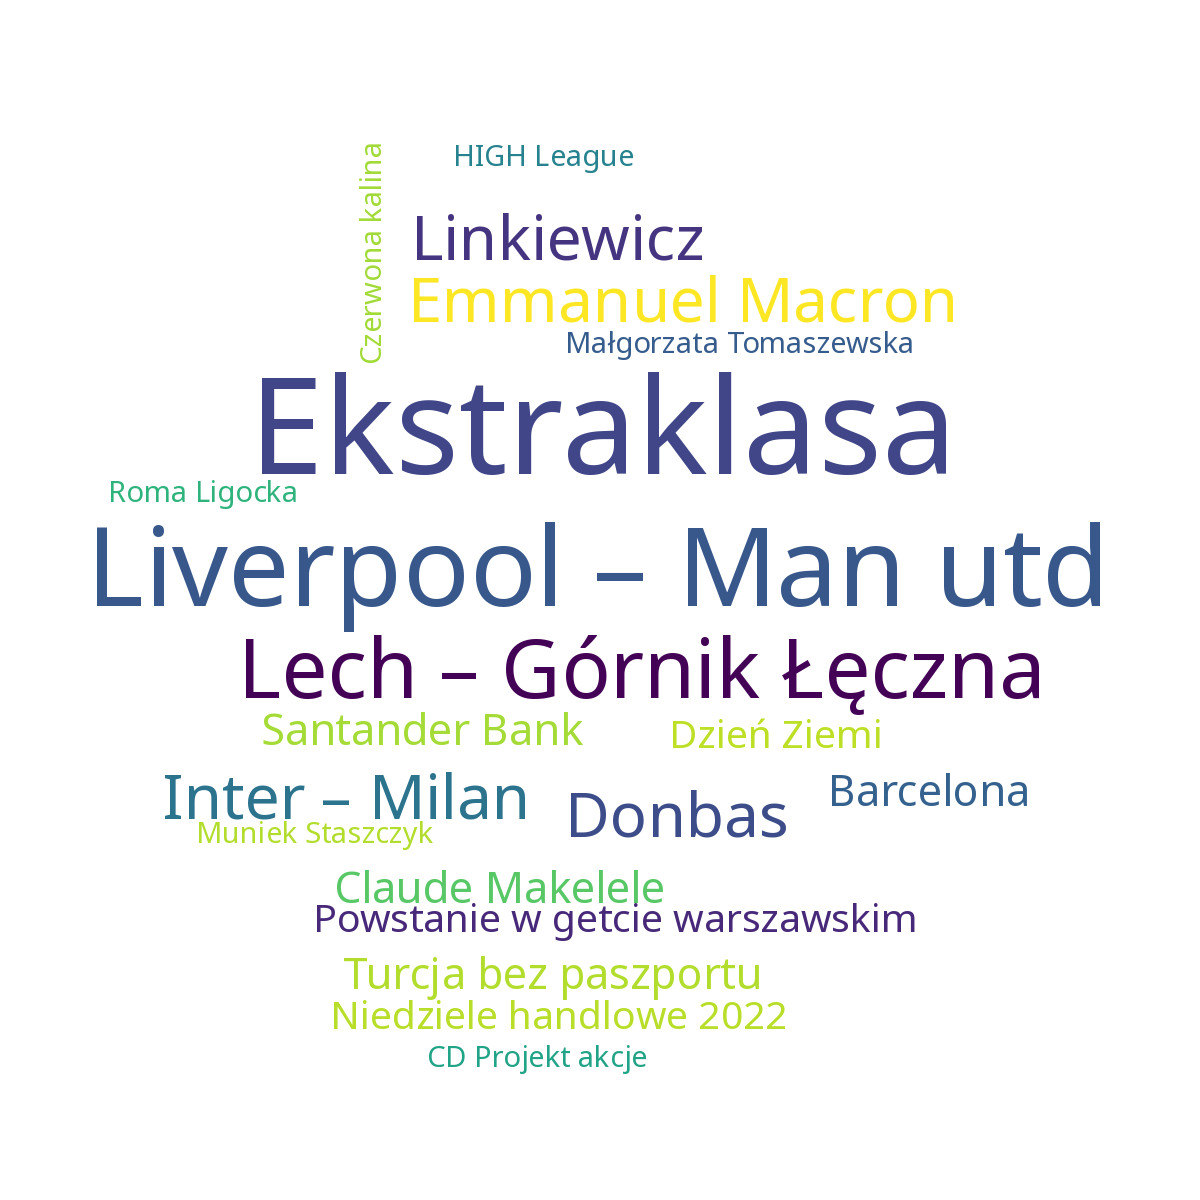 HIGH League
Czerwona kalina
Linkiewicz
Emmanuel Macron
Małgorzata Tomaszewska
Ekstraklasa
Roma Ligocka
Liverpool – Man utd
Lech – Górnik Łęczna
Santander Bank
Dzień Ziemi
Inter – Milan
Donbas
Barcelona
Muniek Staszczyk
Claude Makelele
Powstanie w getcie warszawskim
Turcja bez paszportu
Niedziele handlowe 2022
CD Projekt akcje